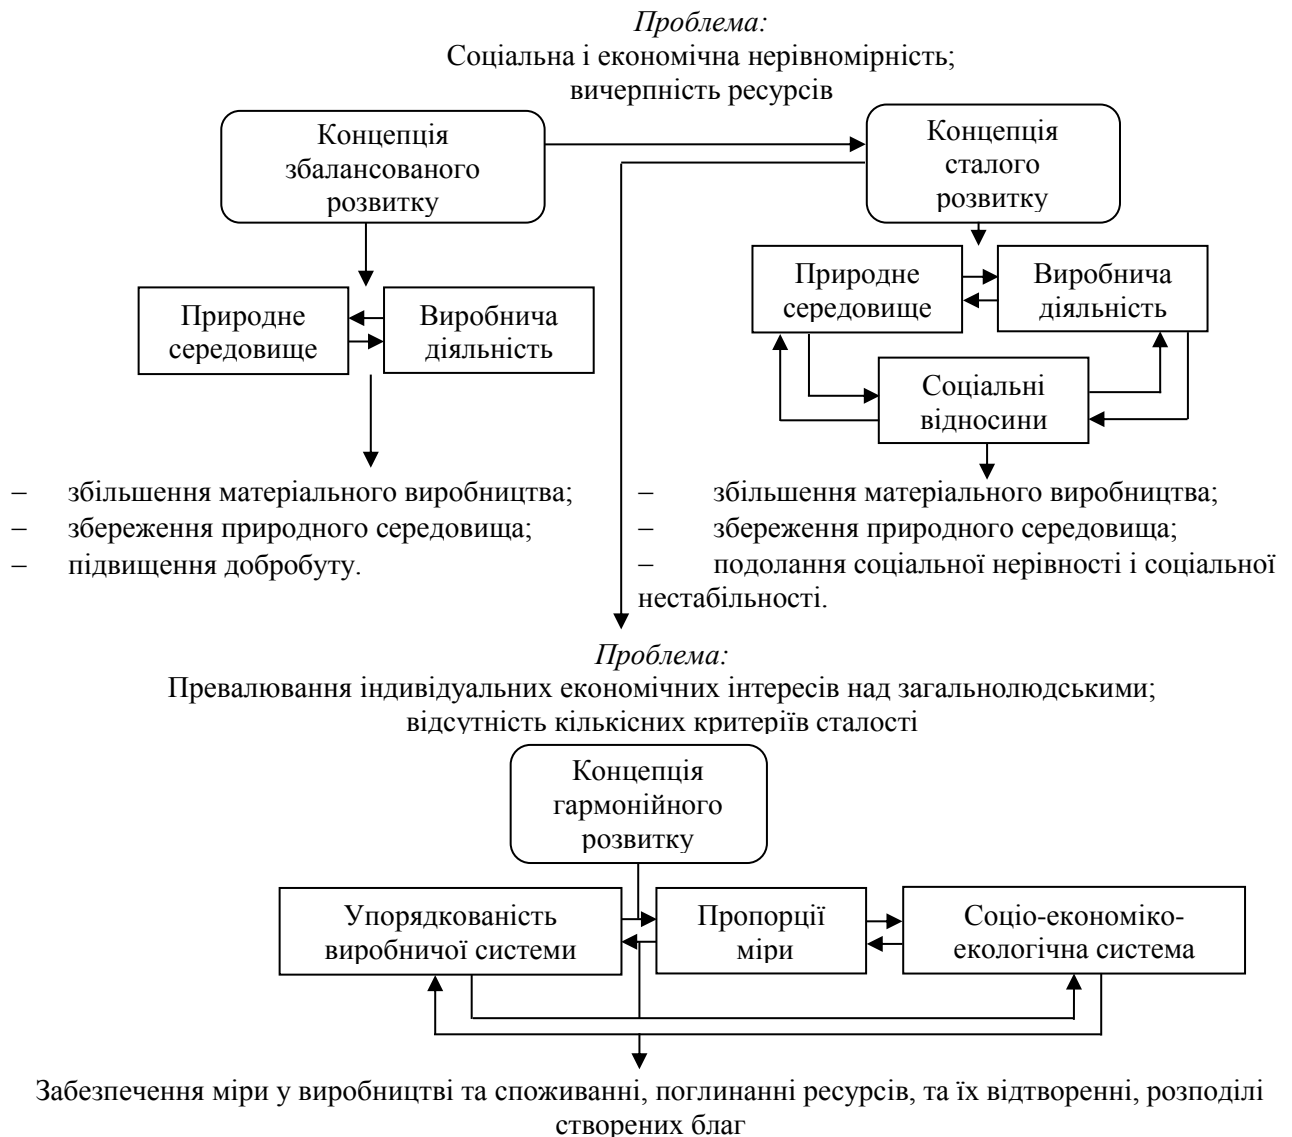 Проблема:
Соціальна і економічна нерівномірність;
вичерпність ресурсів
Концепція
збалансованого
розвитку
Концепція
сталого
розвитку
Природне
середовище
Виробнича
діяльність
Природне
середовище
Виробнича
діяльність
Соціальні
відносини
– збільшення матеріального виробництва;
– збереження природного середовища;
– підвищення добробуту.
– збільшення матеріального виробництва;
– збереження природного середовища;
– подолання соціальної нерівності і соціальної
нестабільності.
Проблема:
Превалювання індивідуальних економічних інтересів над загальнолюдськими;
відсутність кількісних критеріїв сталості
Концепція
гармонійного
розвитку
Упорядкованість
виробничої системи
Пропорції
міри
Соціо-економіко-
екологічна система
Забезпечення міри у виробництві та споживанні, поглинанні ресурсів, та їх відтворенні, розподілі
створених благ